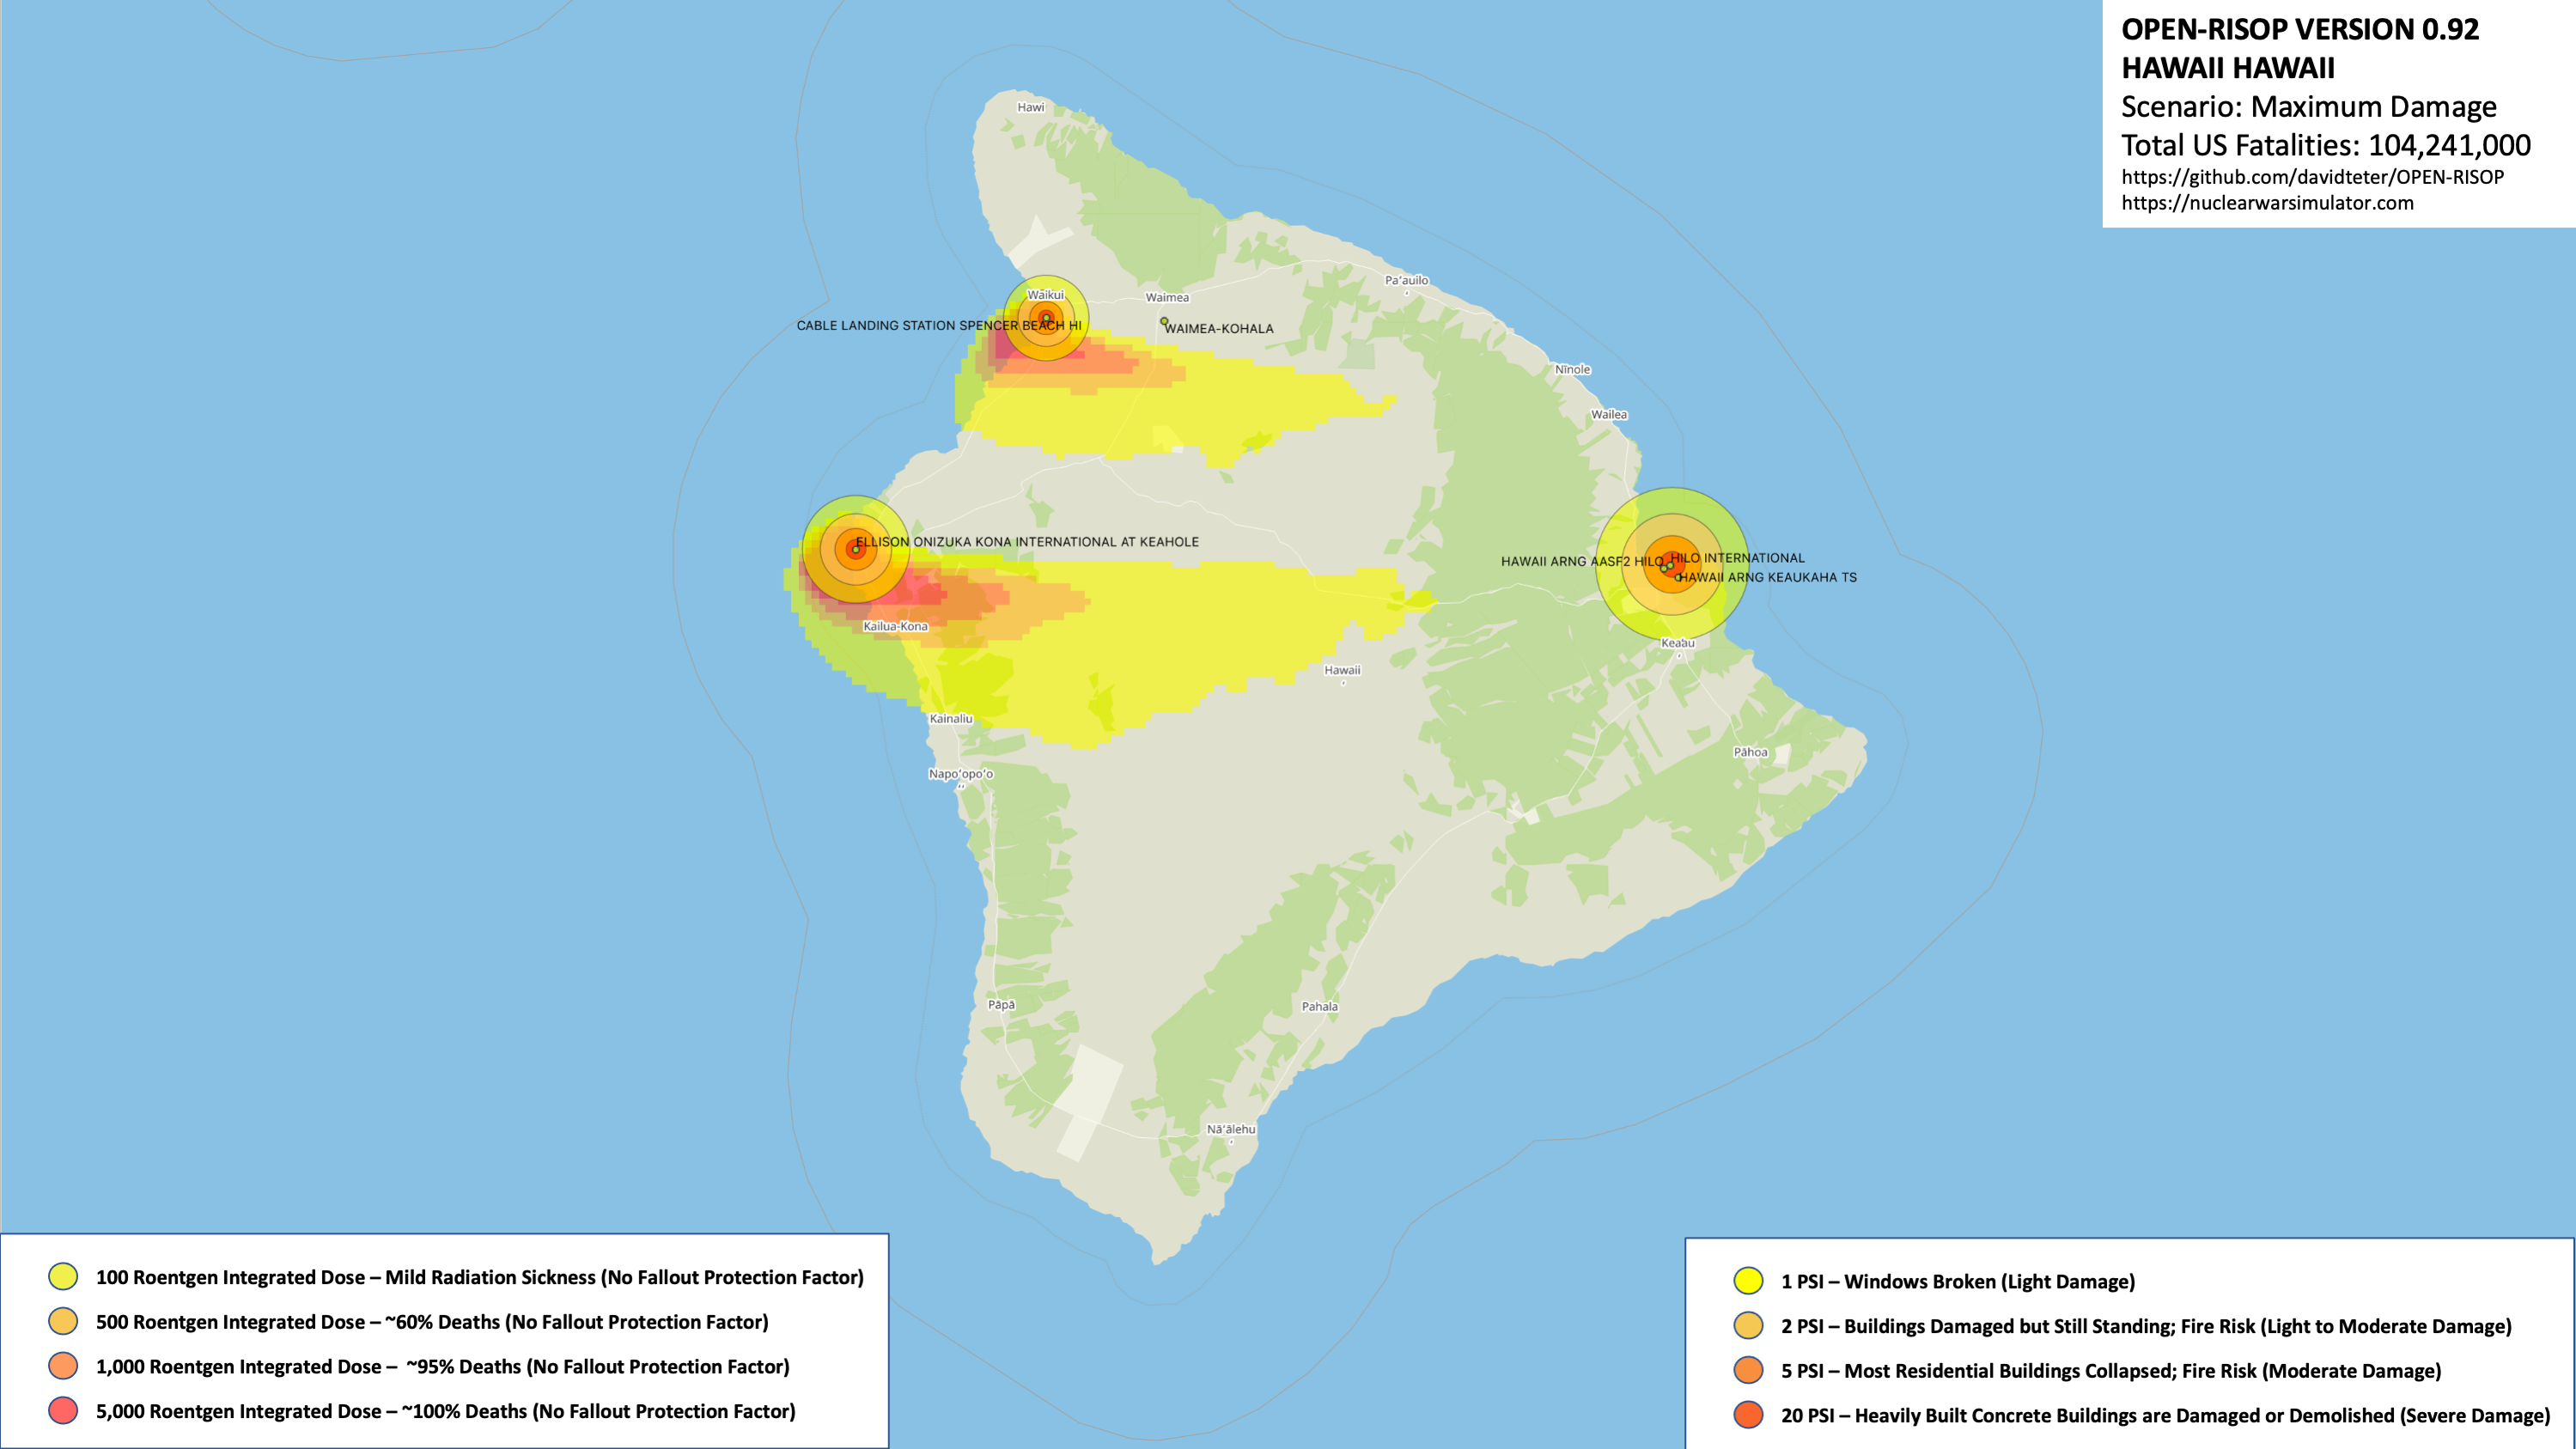 OPEN-RISOP VERSION 0.92
HAWAII HAWAII
Scenario: Maximum Damage
Total US Fatalities: 104,241,000
https://github.com/davidteter/OPEN-RISOP
https://nuclearwarsimulator.com
Hawi
Waikui
Waimea
Pa'auilo
CABLE LANDING STATION SPENCER BEACH HI
WAIMEA-KOHALA
Nīnole
Wailea
ELLISON ONIZUKA KONA INTERNATIONAL AT KEAHOLE
HAWAII ARNG AASF2 HILO
HILO INTERNATIONAL
HAWAII ARNG KEAUKAHA TS
Kailua-Kona
Keaau
Hawaii
Kainaliu
Pāhoa
Napo'opo'o
Pāpā
Pahala
Nā'ālehu
100 Roentgen Integrated Dose – Mild Radiation Sickness (No Fallout Protection Factor)
500 Roentgen Integrated Dose – ~60% Deaths (No Fallout Protection Factor)
1,000 Roentgen Integrated Dose – ~95% Deaths (No Fallout Protection Factor)
5,000 Roentgen Integrated Dose – ~100% Deaths (No Fallout Protection Factor)
1 PSI – Windows Broken (Light Damage)
2 PSI – Buildings Damaged but Still Standing; Fire Risk (Light to Moderate Damage)
5 PSI – Most Residential Buildings Collapsed; Fire Risk (Moderate Damage)
20 PSI – Heavily Built Concrete Buildings are Damaged or Demolished (Severe Damage)